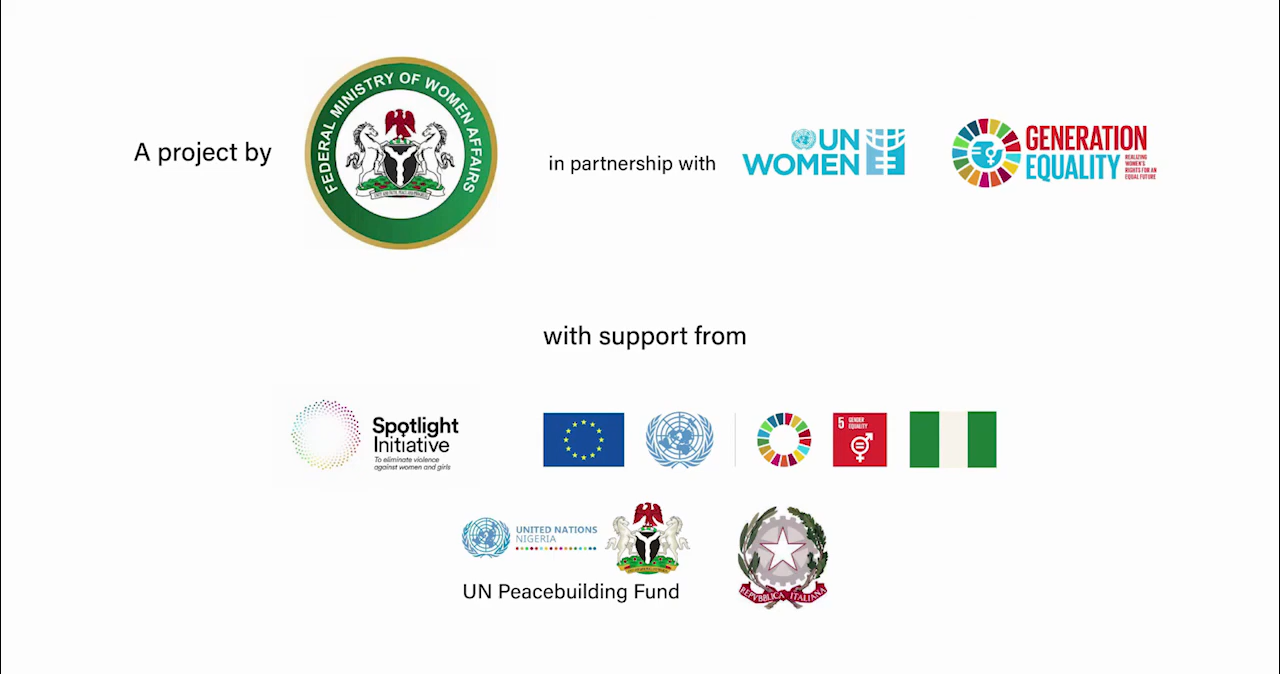 A project by
FEDERAL MINISTRY OF WOMEN AFFAIRS
in partnership with
UN
WOMEN
GENERATION
EQUALITY
REALIZING
WOMEN'S
RIGHTS FOR AN
EQUAL FUTURE
with support from
Spotlight
Initiative
To eliminate violence
against women and girls
5 GENDER
EQUALITY
UNITED NATIONS
NIGERIA
UN Peacebuilding Fund
REPVBBLICA ITALIANA